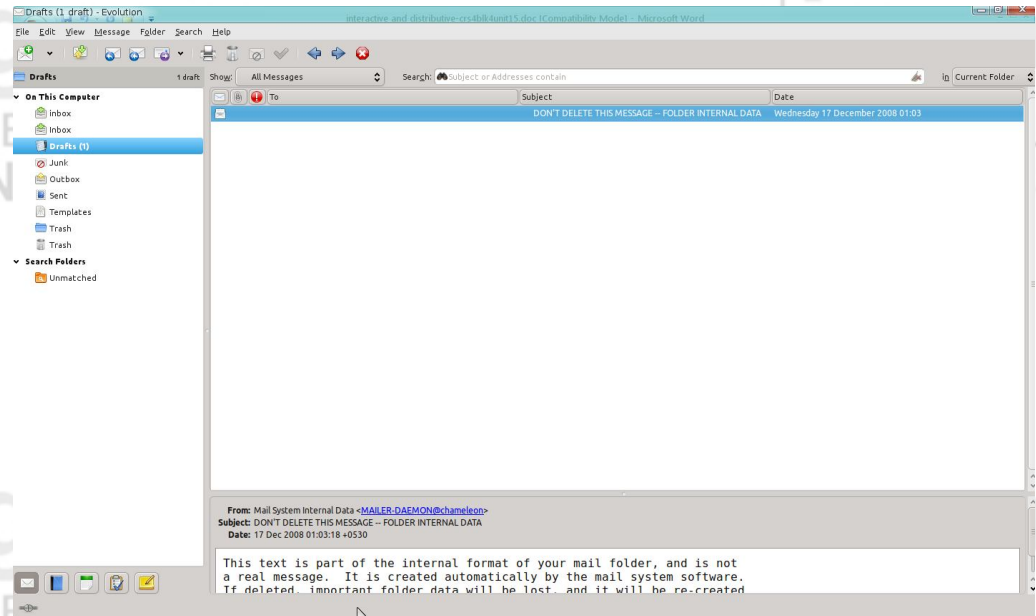 Drafts (1 draft) - Evolution
interactive and distributive-crs4blk4unit15.doc [Compatibility Mode] - Microsoft Word
File Edit View Message Folder Search Help
Drafts 1 draft Show: All Messages Search: Subject or Addresses contain in Current Folder
On This Computer
To Subject Date
inbox
DON'T DELETE THIS MESSAGE -- FOLDER INTERNAL DATA Wednesday 17 December 2008 01:03
Inbox
Drafts (1)
Junk
Outbox
Sent
Templates
Trash
Trash
Search Folders
Unmatched
From: Mail System Internal Data <MAILER-DAEMON@chameleon>
Subject: DON'T DELETE THIS MESSAGE -- FOLDER INTERNAL DATA
Date: 17 Dec 2008 01:03:18 +0530
This text is part of the internal format of your mail folder, and is not
a real message. It is created automatically by the mail system software.
If deleted, important folder data will be lost, and it will be re-created